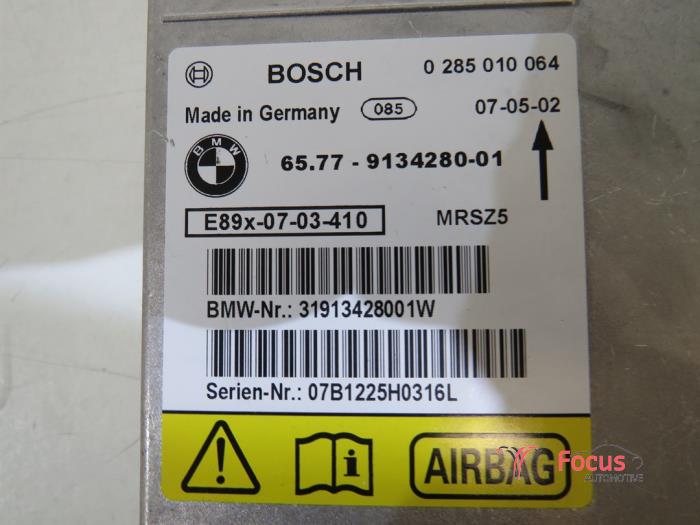 BOSCH 0 285 010 064
Made in Germany 085 07-05-02
BMW 65.77 - 9134280-01
E89x-07-03-410 MRSZ5
BMW-Nr.: 31913428001W
Serien-Nr.: 07B1225H0316L
AIRBAG
Focus
AUTOMOTIVE